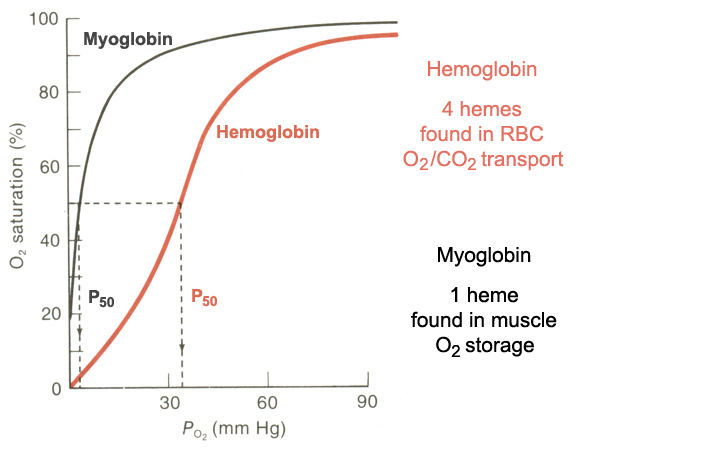 100
80
60
40
20
0
O₂ saturation (%)
Myoglobin
Hemoglobin
P₅₀
P₅₀
30
60
90
P_O₂ (mm Hg)
Hemoglobin
4 hemes
found in RBC
O₂/CO₂ transport
Myoglobin
1 heme
found in muscle
O₂ storage